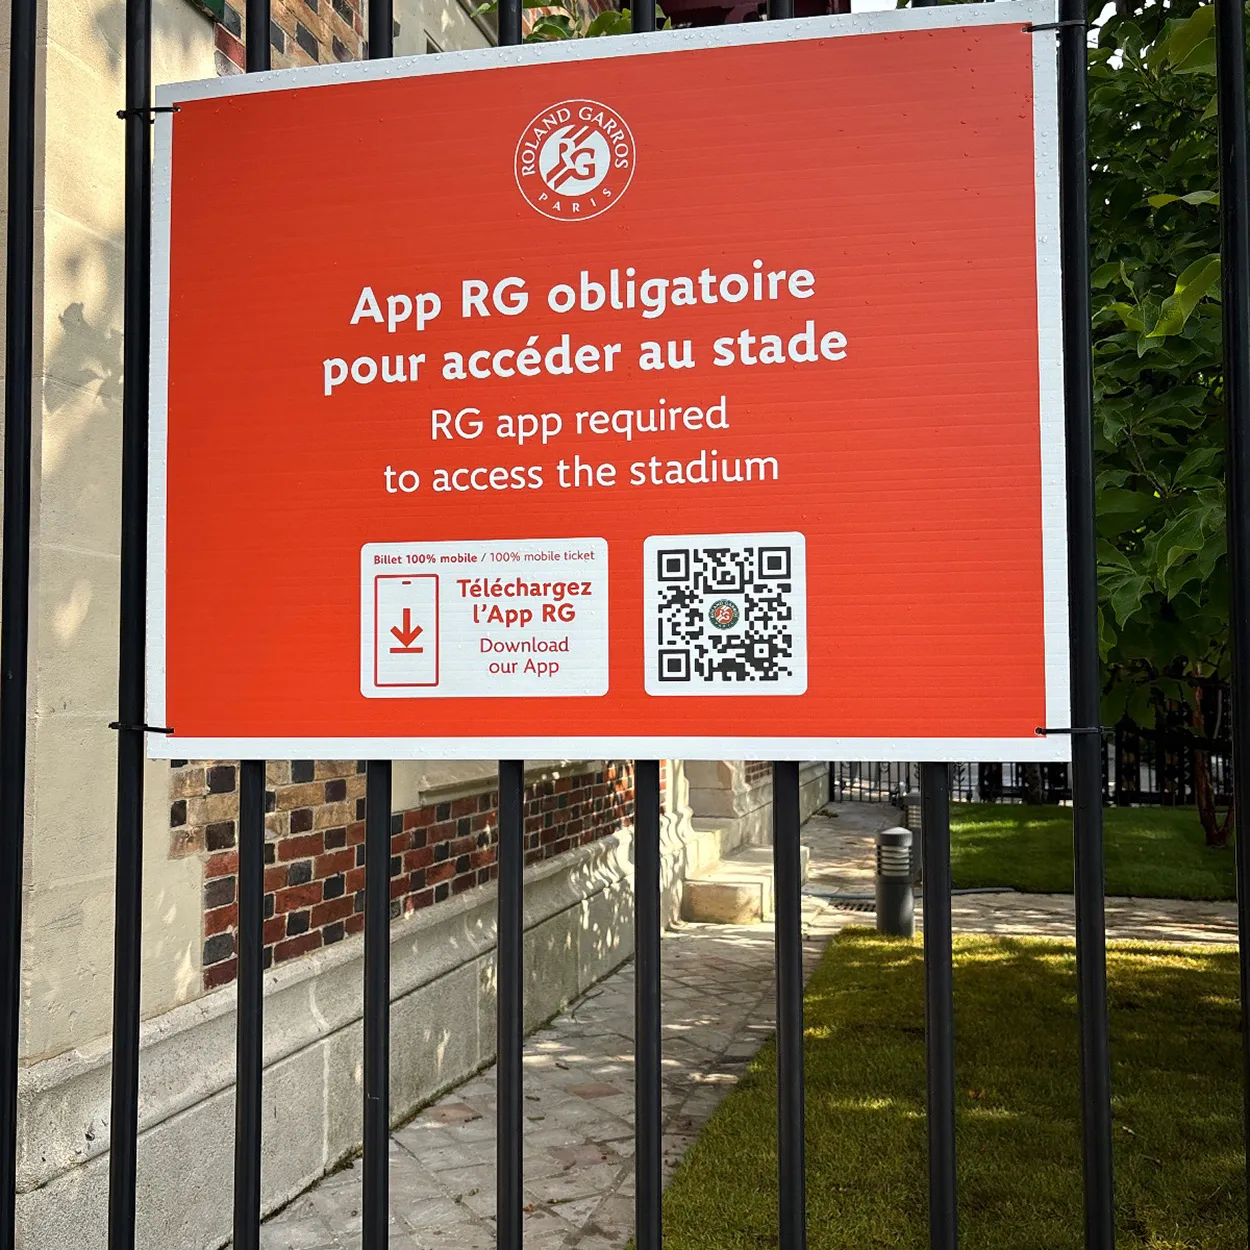 ROLAND GARROS
RG
PARIS
App RG obligatoire
pour accéder au stade
RG app required
to access the stadium
Billet 100% mobile / 100% mobile ticket
Téléchargez
l'App RG
Download
our App